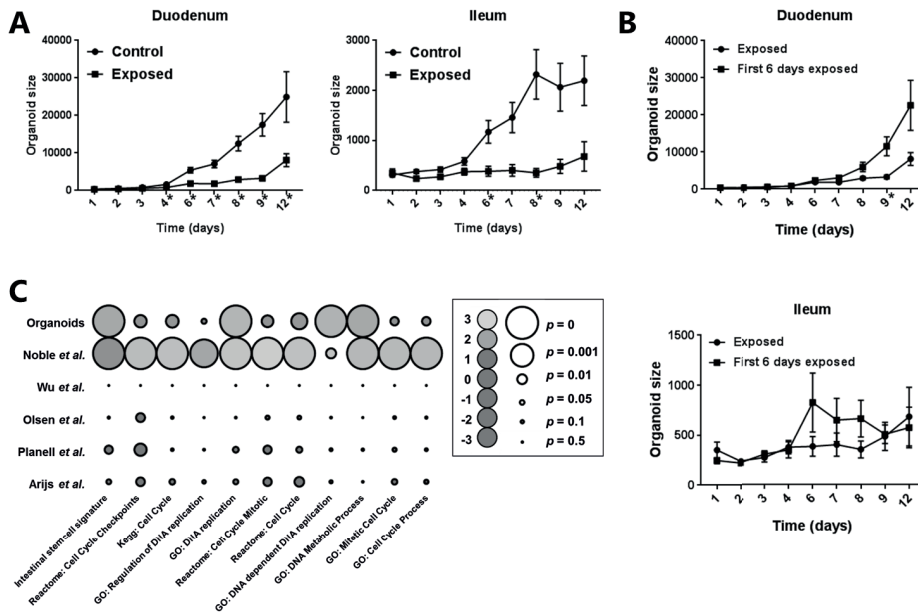 A
Duodenum
Organoid size
40000
30000
20000
10000
0
Control
Exposed
1
2
3
4*
6*
7*
8*
9*
12*
Time (days)
Ileum
Organoid size
3000
2000
1000
0
Control
Exposed
1
2
3
4
6*
7
8*
9
12
Time (days)
B
Duodenum
Organoid size
40000
30000
20000
10000
0
Exposed
First 6 days exposed
1
2
3
4
6
7
8
9*
12
Time (days)
Ileum
Organoid size
1500
1000
500
0
Exposed
First 6 days exposed
1
2
3
4
6
7
8
9
12
Time (days)
C
Organoids
Noble et al.
Wu et al.
Olsen et al.
Planell et al.
Arijs et al.
Intestinal stem cell signature
Reactome: Cell Cycle Checkpoints
Kegg: Cell Cycle
GO: Regulation of DNA replication
GO: DNA replication
Reactome: Cell Cycle Mitotic
Reactome: Cell Cycle
GO: DNA dependent DNA replication
GO: DNA Metabolic Process
GO: Mitotic Cell Cycle
GO: Cell Cycle Process
3
2
1
0
-1
-2
-3
p = 0
p = 0.001
p = 0.01
p = 0.05
p = 0.1
p = 0.5